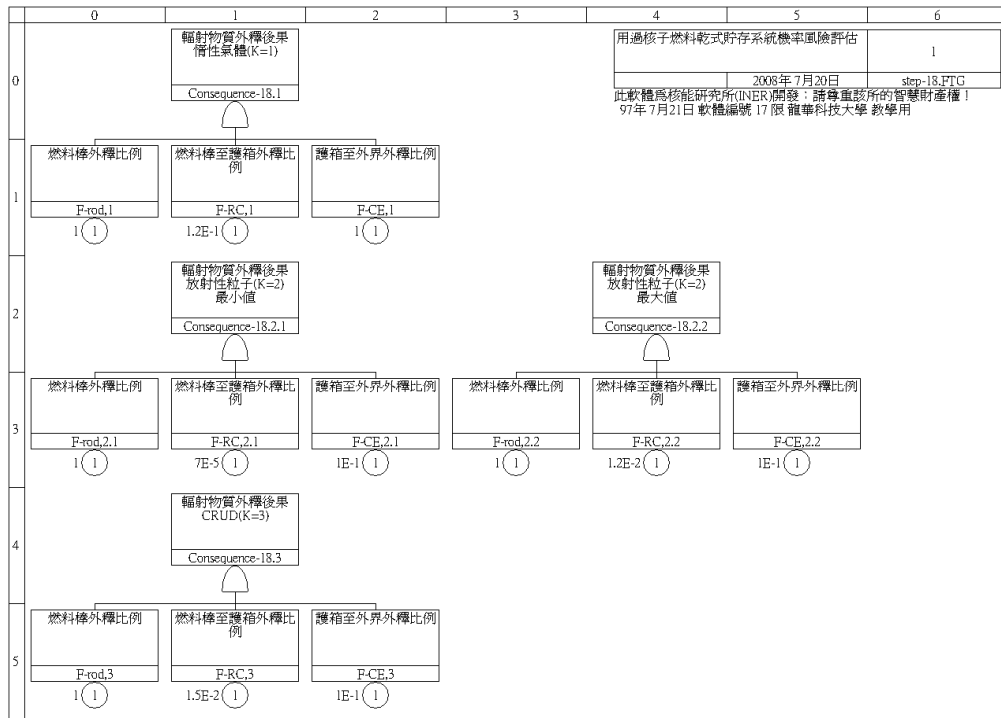 0 1 2 3 4 5 6
0
輻射物質外釋後果
惰性氣體(K=1)
Consequence-18.1
用過核子燃料乾式貯存系統機率風險評估
1
2008年 7月20日
step-18.FTG
此軟體為核能研究所(INER)開發；請尊重該所的智慧財產權！
97年 7月21日 軟體編號 17 限 龍華科技大學 教學用
1
燃料棒外釋比例
F-rod,1
1 1
燃料棒至護箱外釋比
例
F-RC,1
1.2E-1 1
護箱至外界外釋比例
F-CE,1
1 1
2
輻射物質外釋後果
放射性粒子(K=2)
最小值
Consequence-18.2.1
輻射物質外釋後果
放射性粒子(K=2)
最大值
Consequence-18.2.2
3
燃料棒外釋比例
F-rod,2.1
1 1
燃料棒至護箱外釋比
例
F-RC,2.1
7E-5 1
護箱至外界外釋比例
F-CE,2.1
1E-1 1
燃料棒外釋比例
F-rod,2.2
1 1
燃料棒至護箱外釋比
例
F-RC,2.2
1.2E-2 1
護箱至外界外釋比例
F-CE,2.2
1E-1 1
4
輻射物質外釋後果
CRUD(K=3)
Consequence-18.3
5
燃料棒外釋比例
F-rod,3
1 1
燃料棒至護箱外釋比
例
F-RC,3
1.5E-2 1
護箱至外界外釋比例
F-CE,3
1E-1 1